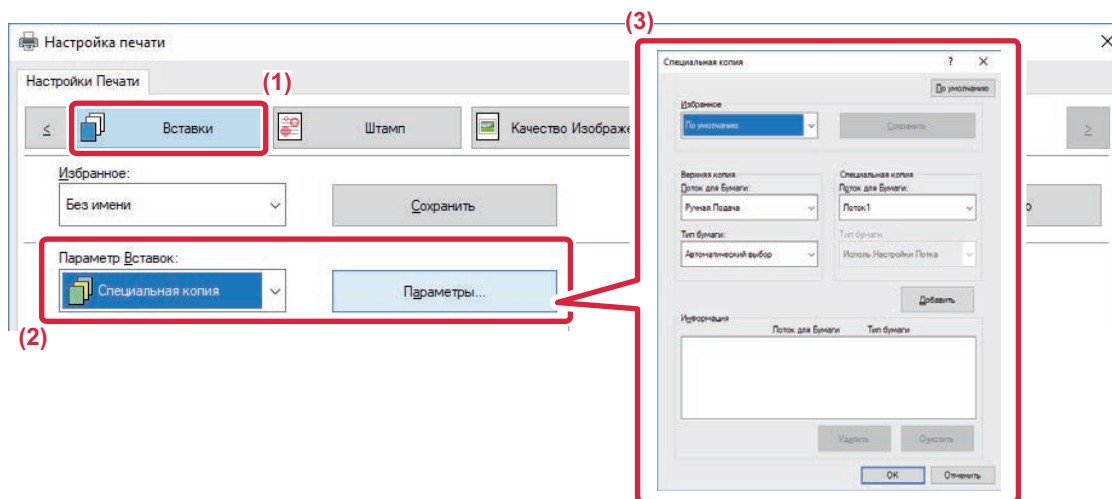 (3)
Настройка печати
Настройки Печати
(1)
<
Вставки
Штамп
Качество Изображе
>
Избранное:
Без имени
Сохранить
о
Параметр Вставок:
Специальная копия
Параметры...
(2)
Специальная копия
?
По умолчанию
Избранное
По умолчанию
Сохранить
Верхняя копия
Специальная копия
Лоток для Бумаги:
Лоток для Бумаги:
Ручная Подача
Лоток1
Тип бумаги:
Тип бумаги:
Автоматический выбор
Исполь.Настройки Лотка
Добавить
Информация
Лоток для Бумаги
Тип бумаги
Удалить
Очистить
OK
Отменить